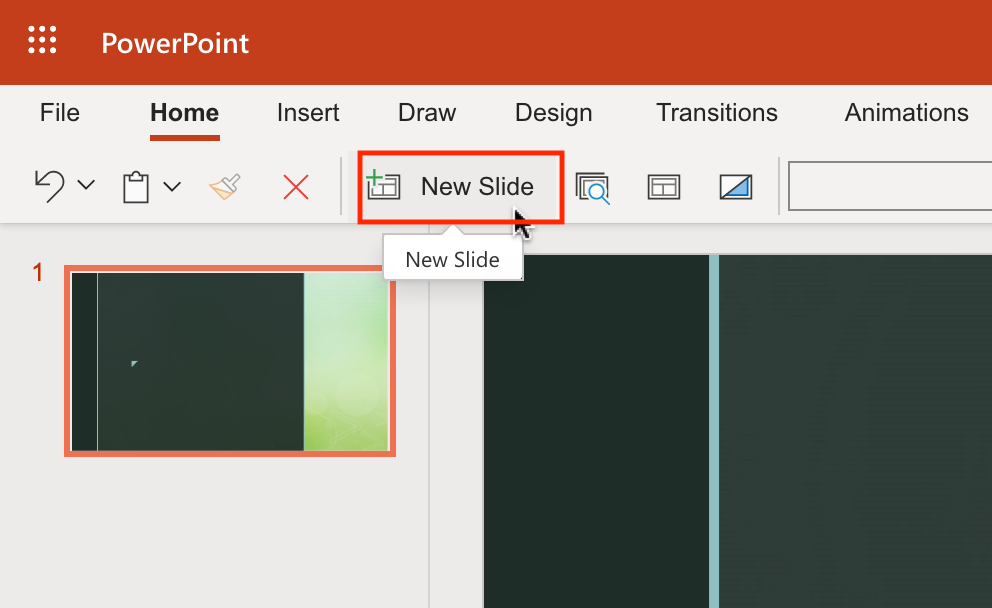 PowerPoint
File Home Insert Draw Design Transitions Animations
New Slide
New Slide
1